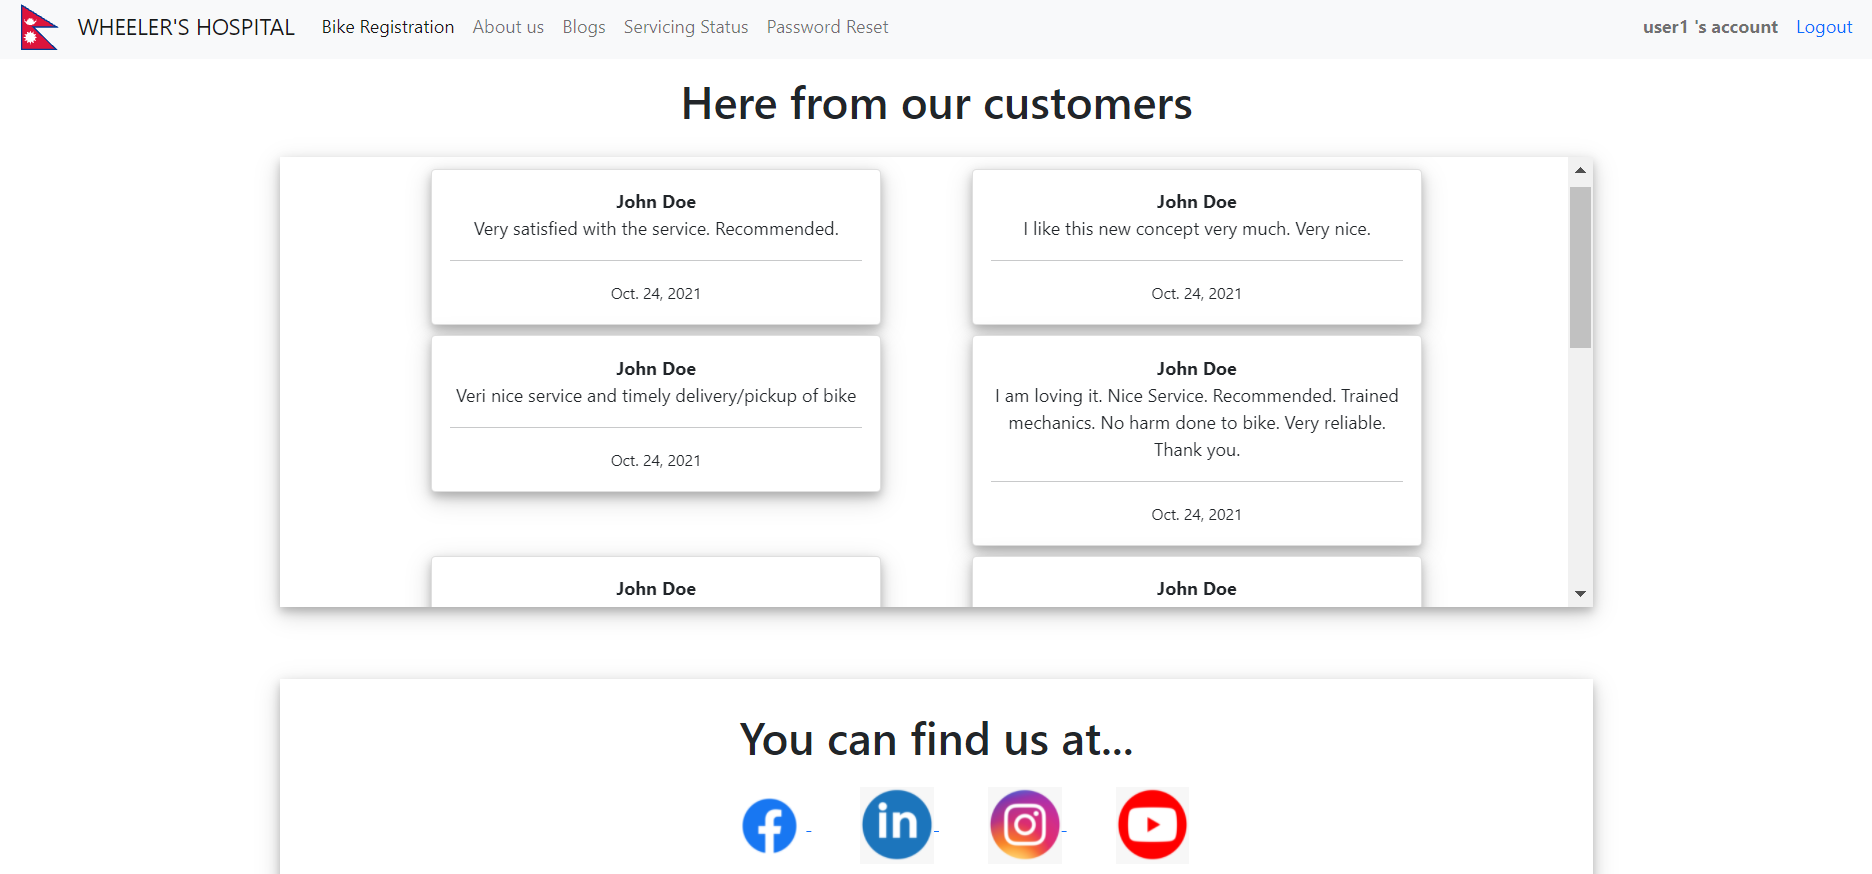 WHEELER'S HOSPITAL Bike Registration About us Blogs Servicing Status Password Reset user1 's account Logout
Here from our customers
John Doe
Very satisfied with the service. Recommended.
Oct. 24, 2021
John Doe
I like this new concept very much. Very nice.
Oct. 24, 2021
John Doe
Veri nice service and timely delivery/pickup of bike
Oct. 24, 2021
John Doe
I am loving it. Nice Service. Recommended. Trained
mechanics. No harm done to bike. Very reliable.
Thank you.
Oct. 24, 2021
John Doe
John Doe
You can find us at...
in